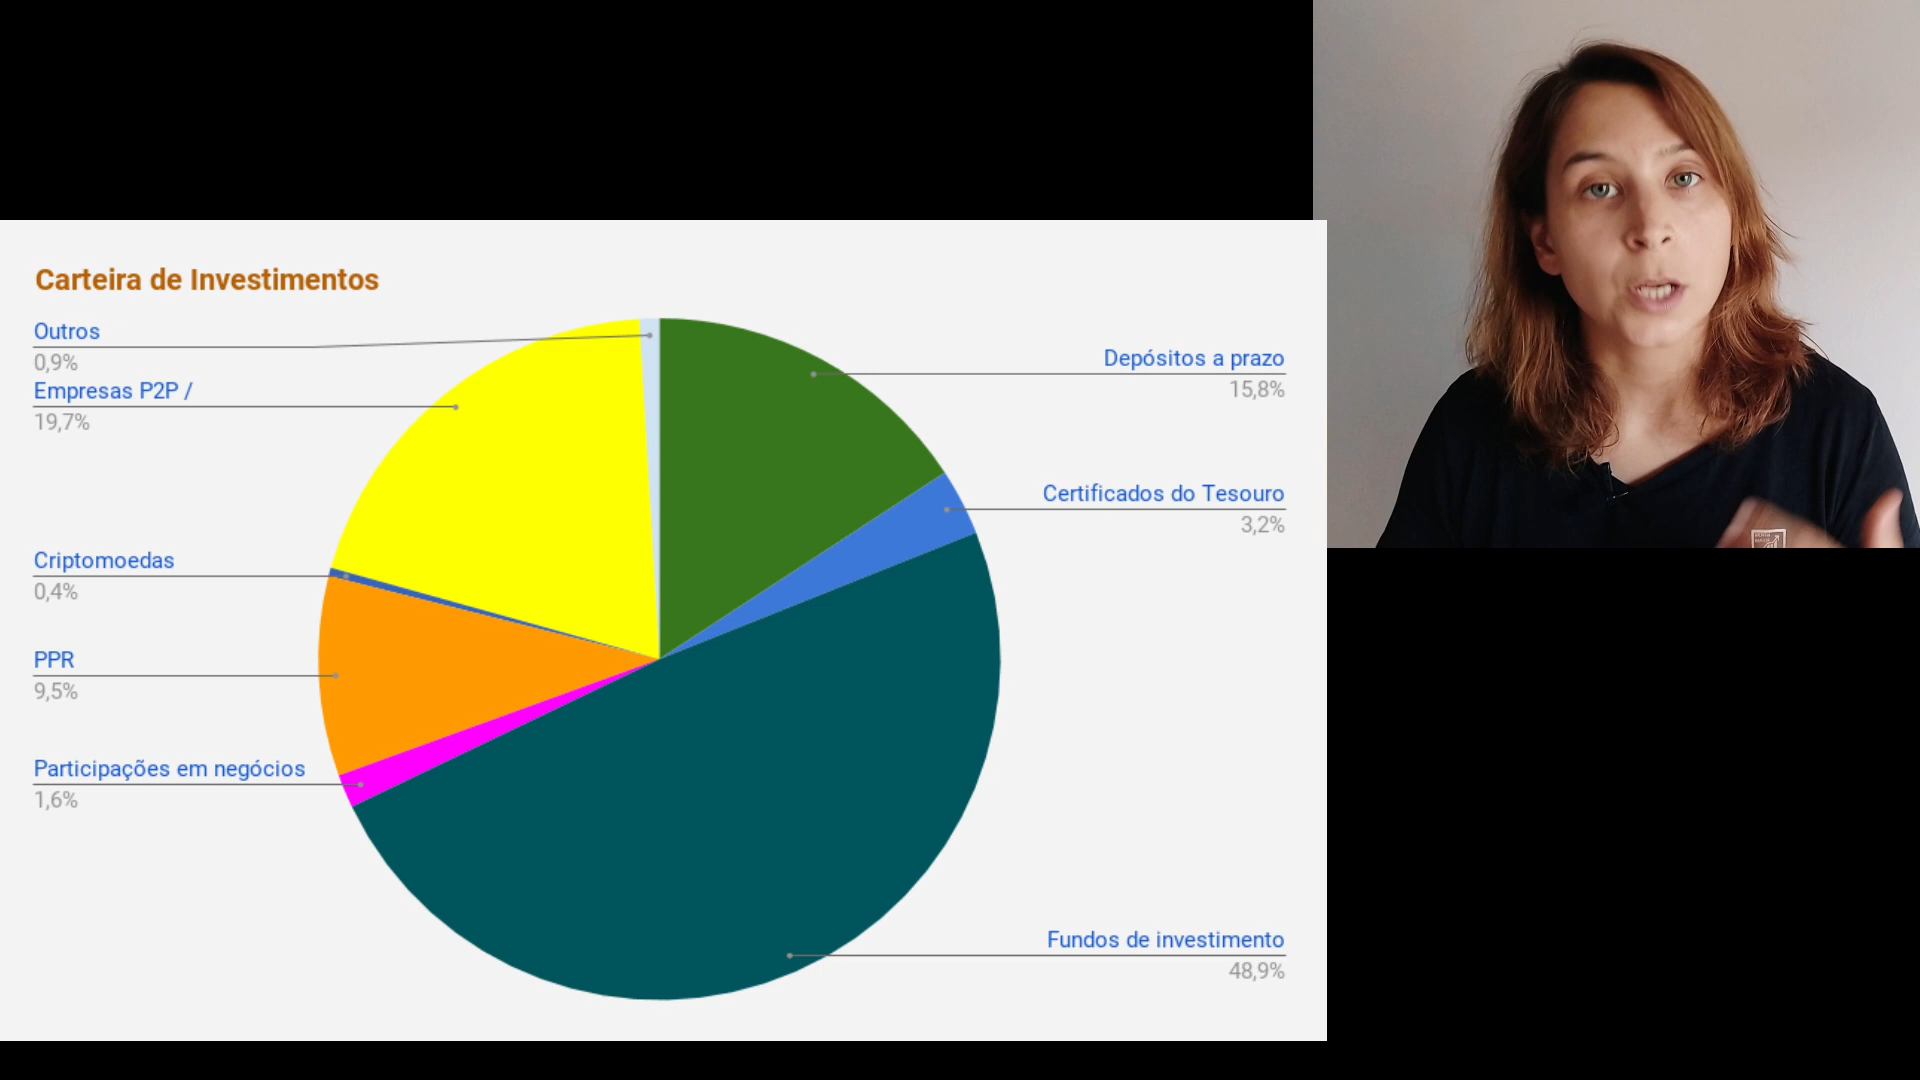 Carteira de Investimentos
Outros
0,9%
Empresas P2P /
19,7%
Criptomoedas
0,4%
PPR
9,5%
Participações em negócios
1,6%
Depósitos a prazo
15,8%
Certificados do Tesouro
3,2%
Fundos de investimento
48,9%